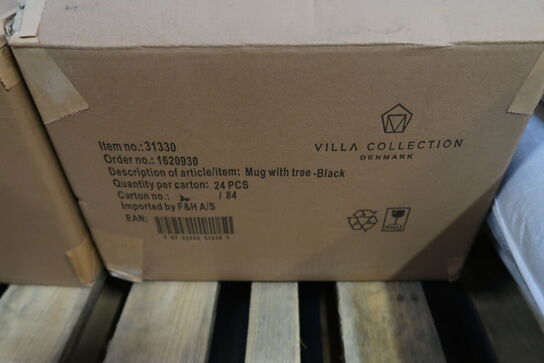 Item no.:31330
Order no.:1620930
Description of article/item: Mug with tree -Black
Quantity per carton: 24 PCS
Carton no.: / 84
Imported by F&H A/S
EAN:
VILLA COLLECTION
DENMARK